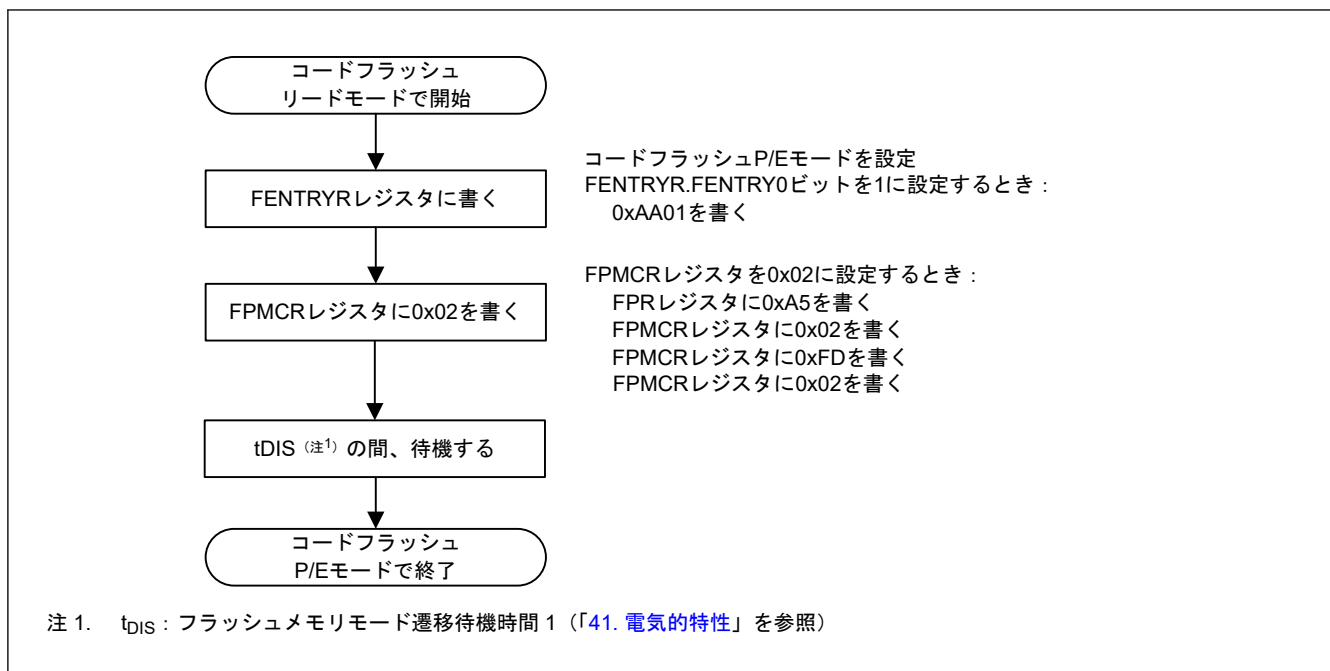 コードフラッシュ
リードモードで開始
FENTRYRレジスタに書く
コードフラッシュP/Eモードを設定
FENTRYR.FENTRY0ビットを1に設定するとき：
0xAA01を書く
FPMCRレジスタに0x02を書く
FPMCRレジスタを0x02に設定するとき：
FPRレジスタに0xA5を書く
FPMCRレジスタに0x02を書く
FPMCRレジスタに0xFDを書く
FPMCRレジスタに0x02を書く
tDIS（注1）の間、待機する
コードフラッシュ
P/Eモードで終了
注 1. tDIS：フラッシュメモリモード遷移待機時間 1（「41. 電気的特性」を参照）